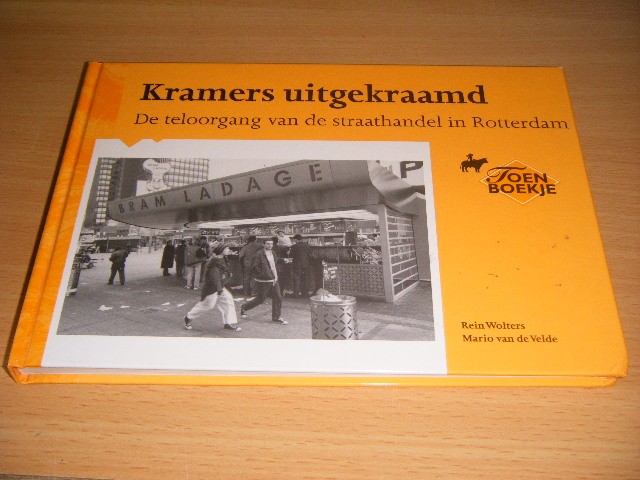 Kramers uitgekraamd
De teloorgang van de straathandel in Rotterdam
BRAM LADAGE
P
TOEN
BOEKJE
Rein Wolters
Mario van de Velde